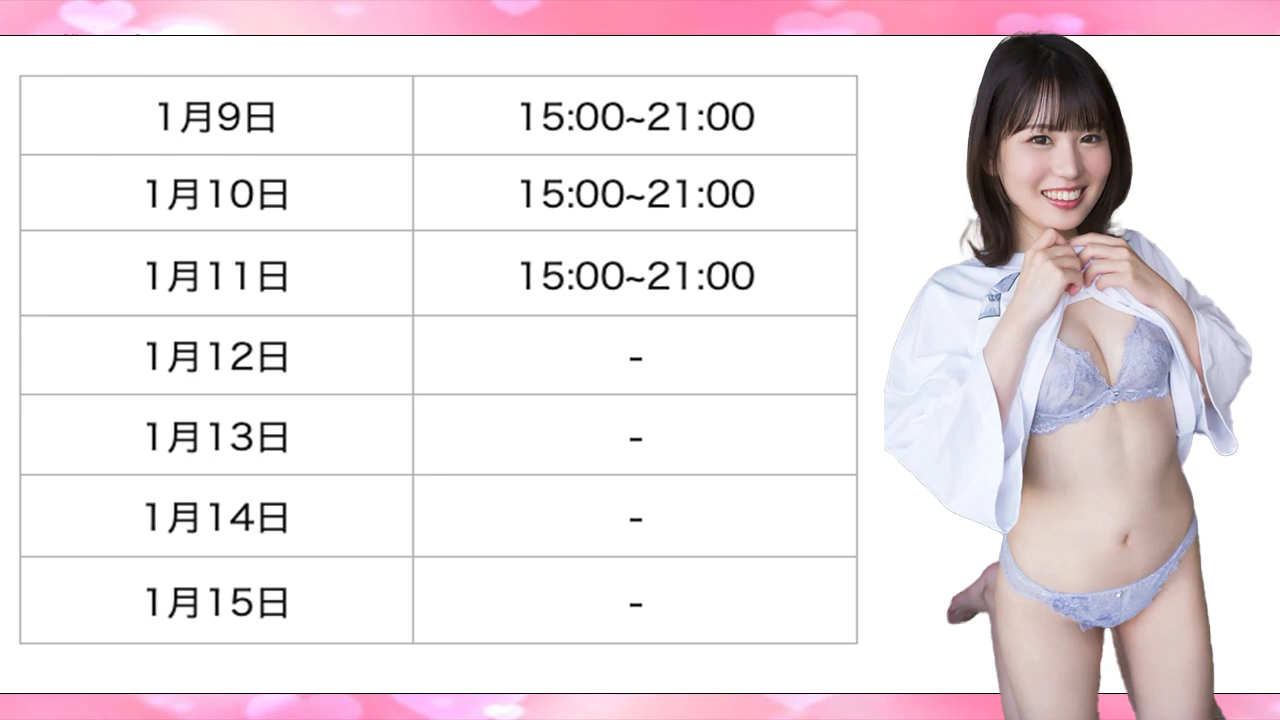 1月9日 15:00~21:00
1月10日 15:00~21:00
1月11日 15:00~21:00
1月12日 -
1月13日 -
1月14日 -
1月15日 -